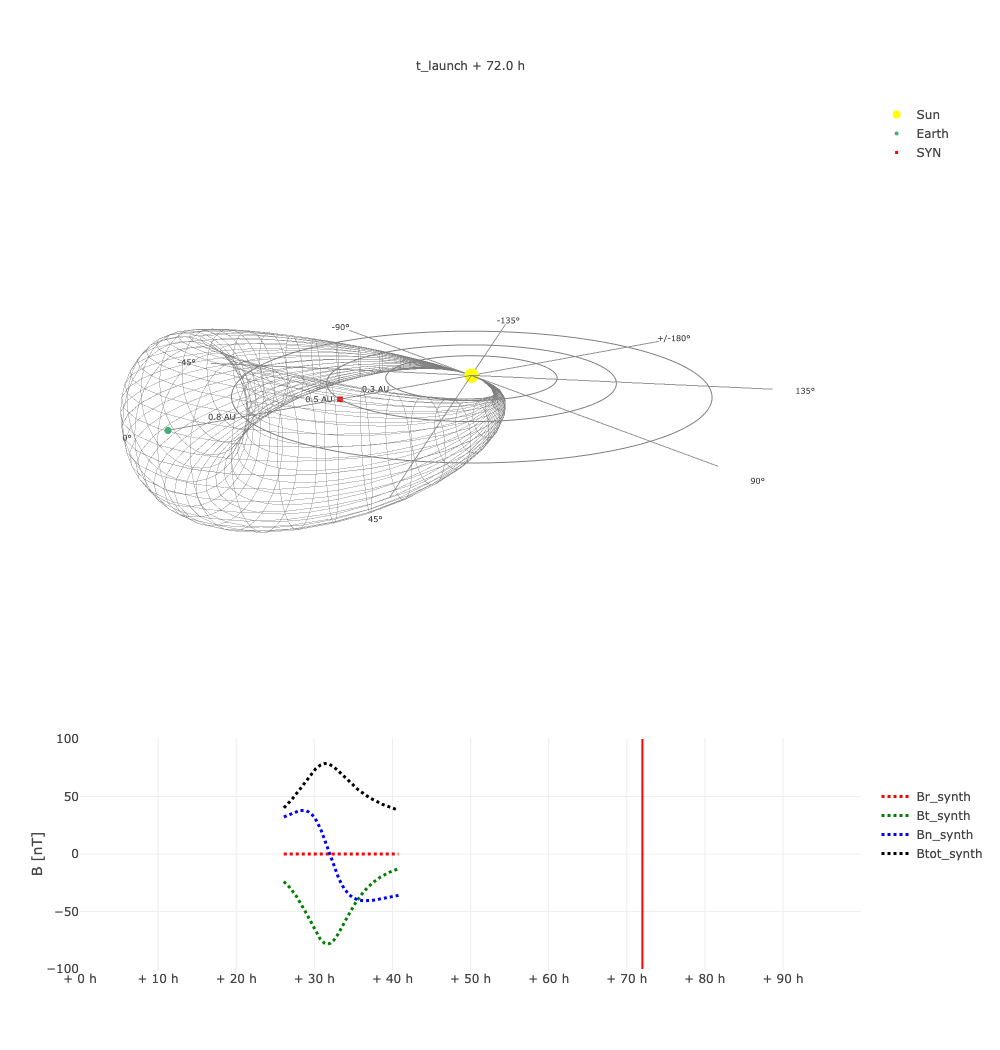 t_launch + 72.0 h
Sun
Earth
SYN
-135°
-90°
+/-180°
-45°
0.3 AU
135°
0.5 AU
0.8 AU
0°
90°
45°
100
50
0
−50
−100
B [nT]
+ 0 h
+ 10 h
+ 20 h
+ 30 h
+ 40 h
+ 50 h
+ 60 h
+ 70 h
+ 80 h
+ 90 h
Br_synth
Bt_synth
Bn_synth
Btot_synth